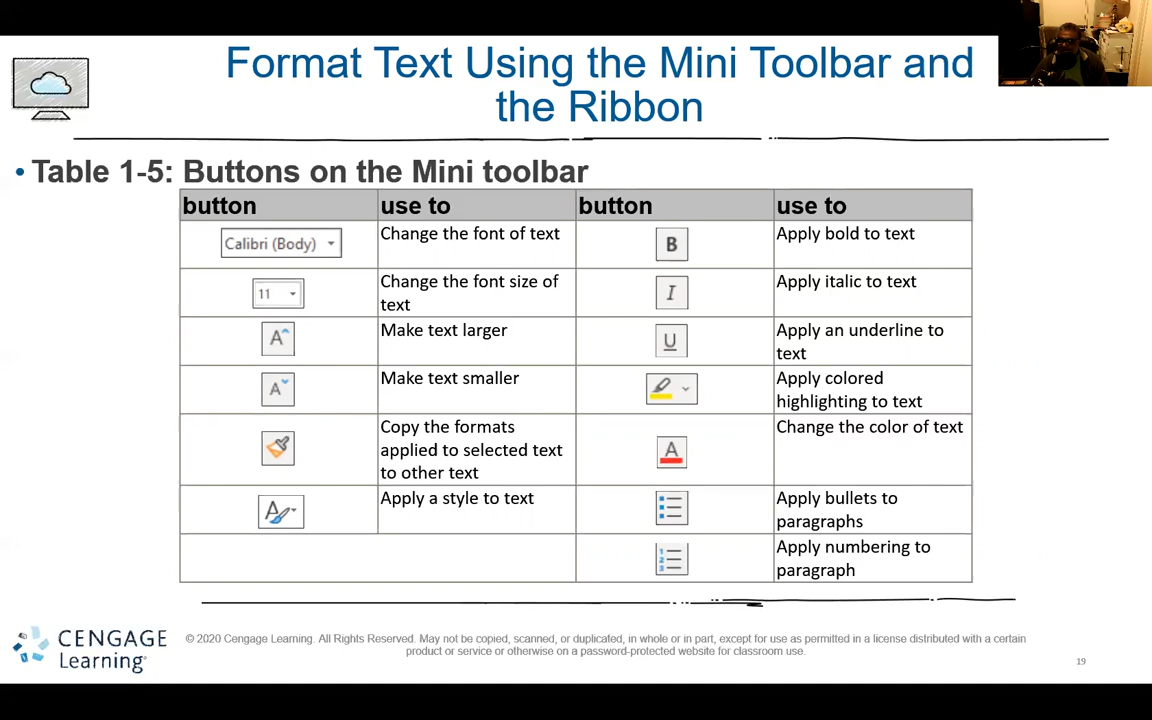 Format Text Using the Mini Toolbar and
the Ribbon
• Table 1-5: Buttons on the Mini toolbar
button use to button use to
Calibri (Body) Change the font of text B Apply bold to text
11 Change the font size of
text
I Apply italic to text
A Make text larger
U Apply an underline to
text
A Make text smaller
Apply colored
highlighting to text
Copy the formats
applied to selected text
to other text
A Change the color of text
A Apply a style to text
Apply bullets to
paragraphs
1
2
3
Apply numbering to
paragraph
CENGAGE
Learning
© 2020 Cengage Learning. All Rights Reserved. May not be copied, scanned, or duplicated, in whole or in part, except for use as permitted in a license distributed with a certain
product or service or otherwise on a password-protected website for classroom use.
19